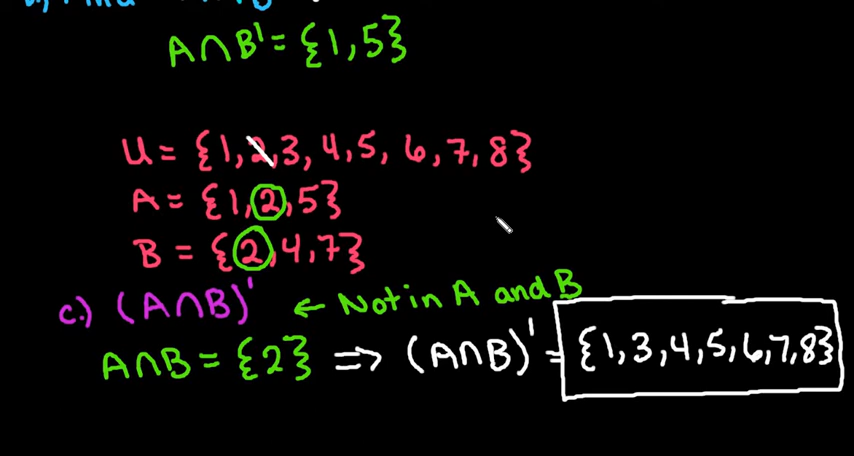 A∩B' = {1,5}
U = {1,2,3,4,5,6,7,8}
A = {1,2,5}
B = {2,4,7}
c.) (A∩B)' ← Not in A and B
A∩B = {2} ⟹ (A∩B)' = {1,3,4,5,6,7,8}